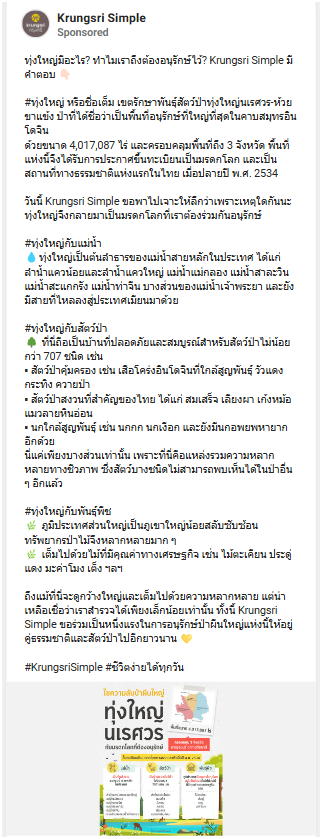 Krungsri Simple
Sponsored
ทุ่งใหญ่มีอะไร? ทำไมเราถึงต้องอนุรักษ์ไว้? Krungsri Simple มี
คำตอบ 👇🏻
#ทุ่งใหญ่ หรือชื่อเต็ม เขตรักษาพันธุ์สัตว์ป่าทุ่งใหญ่นเรศวร-ห้วย
ขาแข้ง ป่าที่ได้ชื่อว่าเป็นพื้นที่อนุรักษ์ที่ใหญ่ที่สุดในคาบสมุทรอิน
โดจีน
ด้วยขนาด 4,017,087 ไร่ และครอบคลุมพื้นที่ถึง 3 จังหวัด พื้นที่
แห่งนี้จึงได้รับการประกาศขึ้นทะเบียนเป็นมรดกโลก และเป็น
สถานที่ทางธรรมชาติแห่งแรกในไทย เมื่อปลายปี พ.ศ. 2534
วันนี้ Krungsri Simple ขอพาไปเจาะให้ลึกว่าเพราะเหตุใดกันนะ
ทุ่งใหญ่จึงกลายมาเป็นมรดกโลกที่เราต้องร่วมกันอนุรักษ์
#ทุ่งใหญ่กับแม่น้ำ
💧ทุ่งใหญ่เป็นต้นลำธารของแม่น้ำสายหลักในประเทศ ได้แก่
ลำน้ำแควน้อยและลำน้ำแควใหญ่ แม่น้ำแม่กลอง แม่น้ำสาละวิน
แม่น้ำสะแกกรัง แม่น้ำท่าจีน บางส่วนของแม่น้ำเจ้าพระยา และยัง
มีสายที่ไหลลงสู่ประเทศเมียนมาด้วย
#ทุ่งใหญ่กับสัตว์ป่า
🌳 ที่นี่ถือเป็นบ้านที่ปลอดภัยและสมบูรณ์สำหรับสัตว์ป่าไม่น้อย
กว่า 707 ชนิด เช่น
▪ สัตว์ป่าคุ้มครอง เช่น เสือโคร่งอินโดจีนที่ใกล้สูญพันธุ์ วัวแดง
กระทิง ควายป่า
▪ สัตว์ป่าสงวนที่สำคัญของไทย ได้แก่ สมเสร็จ เลียงผา เก้งหม้อ
แมวลายหินอ่อน
▪ นกใกล้สูญพันธุ์ เช่น นกกก นกเงือก และยังมีนกอพยพหายาก
อีกด้วย
นี่แค่เพียงบางส่วนเท่านั้น เพราะที่นี่คือแหล่งรวมความหลาก
หลายทางชีวภาพ ซึ่งสัตว์บางชนิดไม่สามารถพบเห็นได้ในป่าอื่น
ๆ อีกแล้ว
#ทุ่งใหญ่กับพันธุ์พืช
🌿 ภูมิประเทศส่วนใหญ่เป็นภูเขาใหญ่น้อยสลับซับซ้อน
ทรัพยากรป่าไม้จึงหลากหลายมาก ๆ
🌿 เต็มไปด้วยไม้ที่มีคุณค่าทางเศรษฐกิจ เช่น ไม้ตะเคียน ประดู่
แดง มะค่าโมง เต็ง ฯลฯ
ถึงแม้ที่นี่จะดูกว้างใหญ่และเต็มไปด้วยความหลากหลาย แต่น่า
เหลือเชื่อว่าเราสำรวจได้เพียงเล็กน้อยเท่านั้น ทั้งนี้ Krungsri
Simple ขอร่วมเป็นหนึ่งแรงในการอนุรักษ์ป่าผืนใหญ่แห่งนี้ให้อยู่
คู่ธรรมชาติและสัตว์ป่าไปอีกยาวนาน 💛
#KrungsriSimple #ชีวิตง่ายได้ทุกวัน
ไขความลับป่าผืนใหญ่
ทุ่งใหญ่
นเรศวร
กับมรดกโลกที่ต้องอนุรักษ์